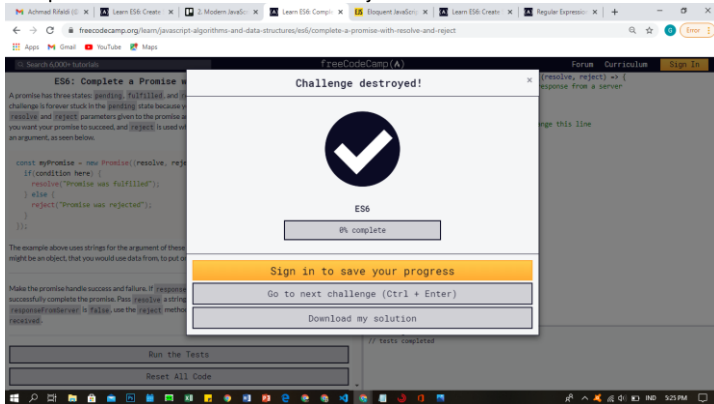 Achmad Rifaldi (G
Learn ES6: Create
2. Modern JavaSc
Learn ES6: Compl
Eloquent JavaScrip
Learn ES6: Create
Regular Expression
freecodecamp.org/learn/javascript-algorithms-and-data-structures/es6/complete-a-promise-with-resolve-and-reject
G
Error
Apps
Gmail
YouTube
Maps
Search 6,000+ tutorials
freeCodeCamp(🔥)
Forum
Curriculum
Sign In
ES6: Complete a Promise w
A promise has three states: pending, fulfilled, and
challenge is forever stuck in the pending state because y
resolve and reject parameters given to the promise a
you want your promise to succeed, and reject is used w
an argument, as seen below.
const myPromise = new Promise((resolve, reje
if(condition here) {
resolve("Promise was fulfilled");
} else {
reject("Promise was rejected");
}
});
The example above uses strings for the argument of these
might be an object, that you would use data from, to put o
Make the promise handle success and failure. If response
successfully complete the promise. Pass resolve a string
responseFromServer is false, use the reject metho
received.
Run the Tests
Reset All Code
(resolve, reject) => {
esponse from a server
nge this line
// tests completed
Challenge destroyed!
×
ES6
0% complete
Sign in to save your progress
Go to next challenge (Ctrl + Enter)
Download my solution
IND
5:25 PM